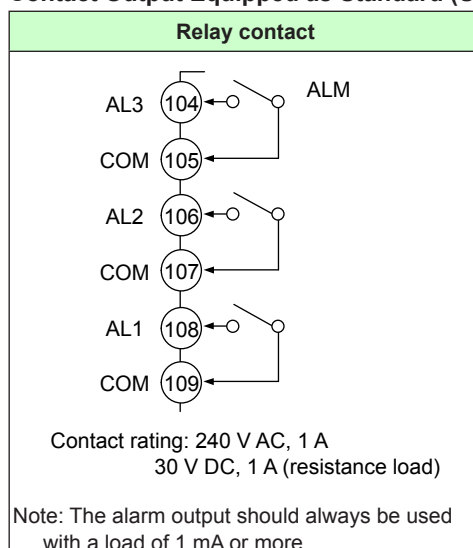 Contact Output Equipped as Standard (
Relay contact
AL3 104 ALM
COM 105
AL2 106
COM 107
AL1 108
COM 109
Contact rating: 240 V AC, 1 A
30 V DC, 1 A (resistance load)
Note: The alarm output should always be used
with a load of 1 mA or more